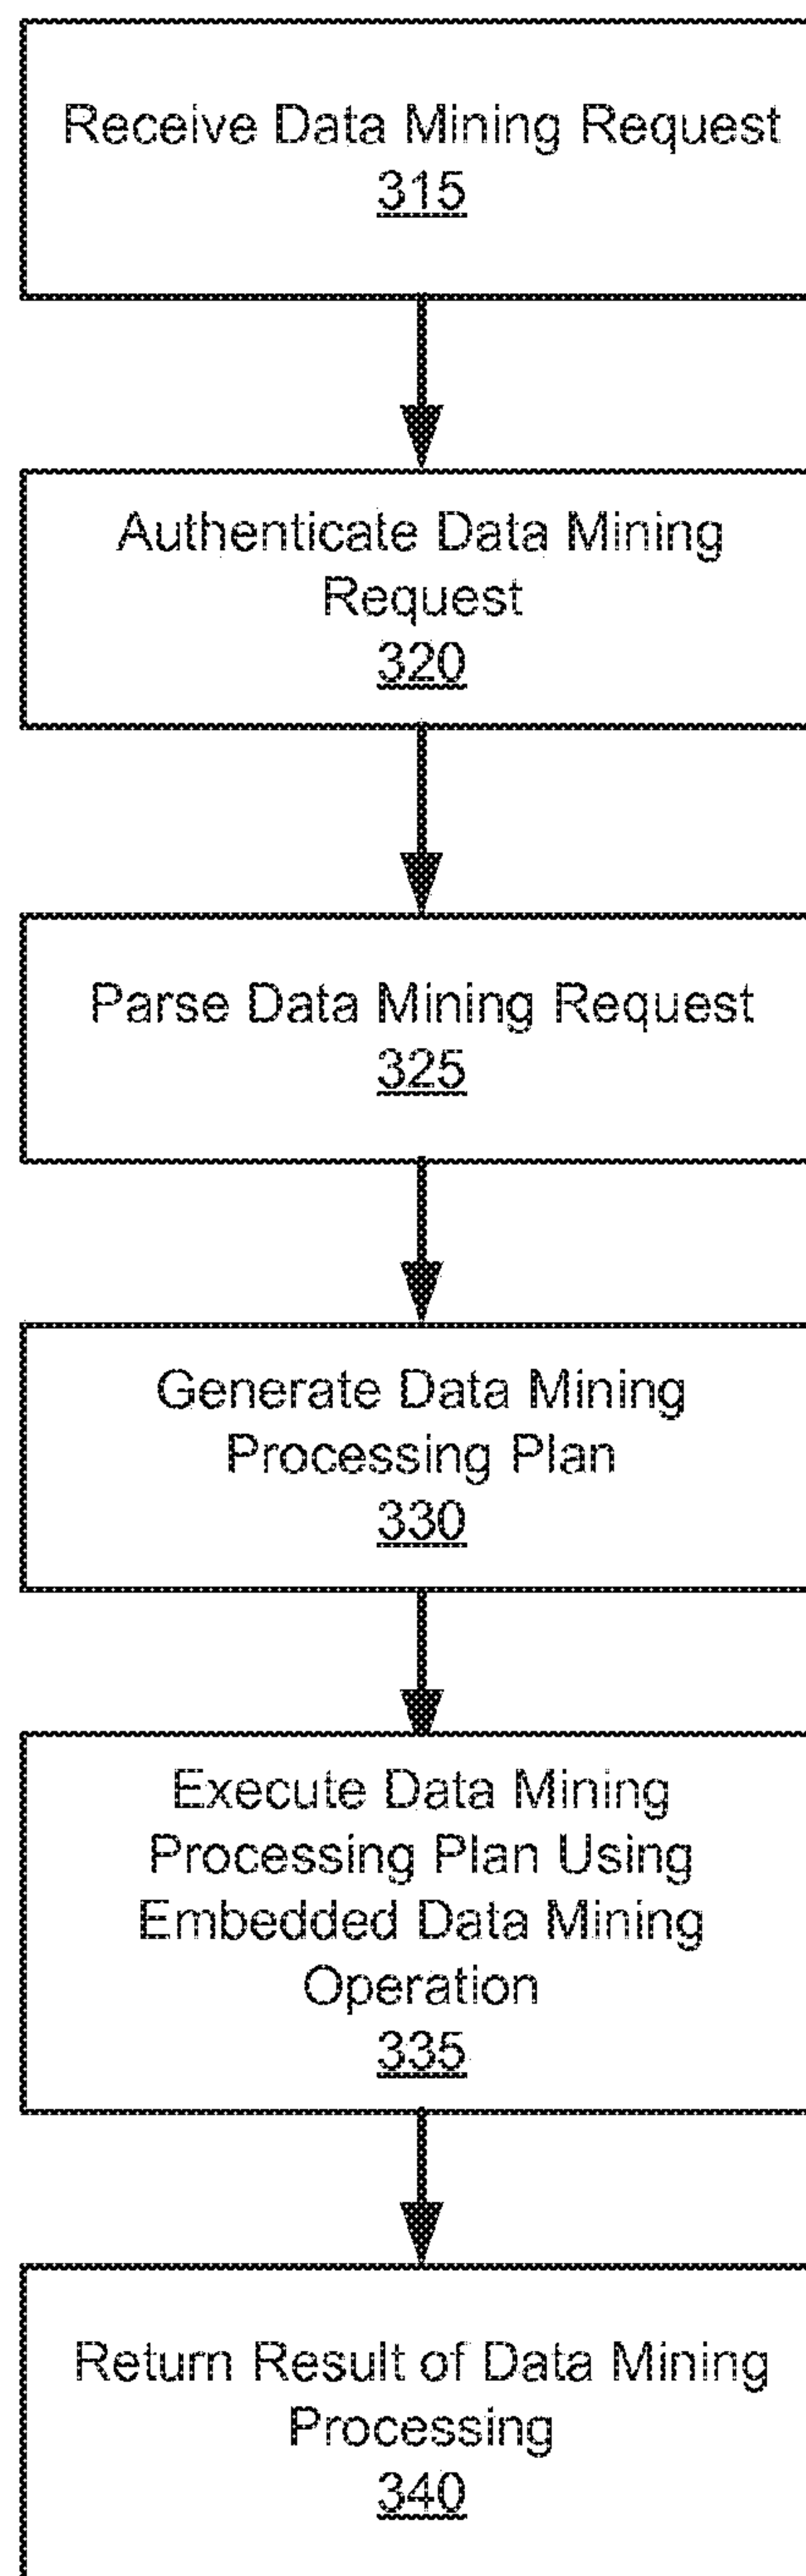 Receive Data Mining Request
315
Authenticate Data Mining
Request
320
Parse Data Mining Request
325
Generate Data Mining
Processing Plan
330
Execute Data Mining
Processing Plan Using
Embedded Data Mining
Operation
335
Return Result of Data Mining
Processing
340